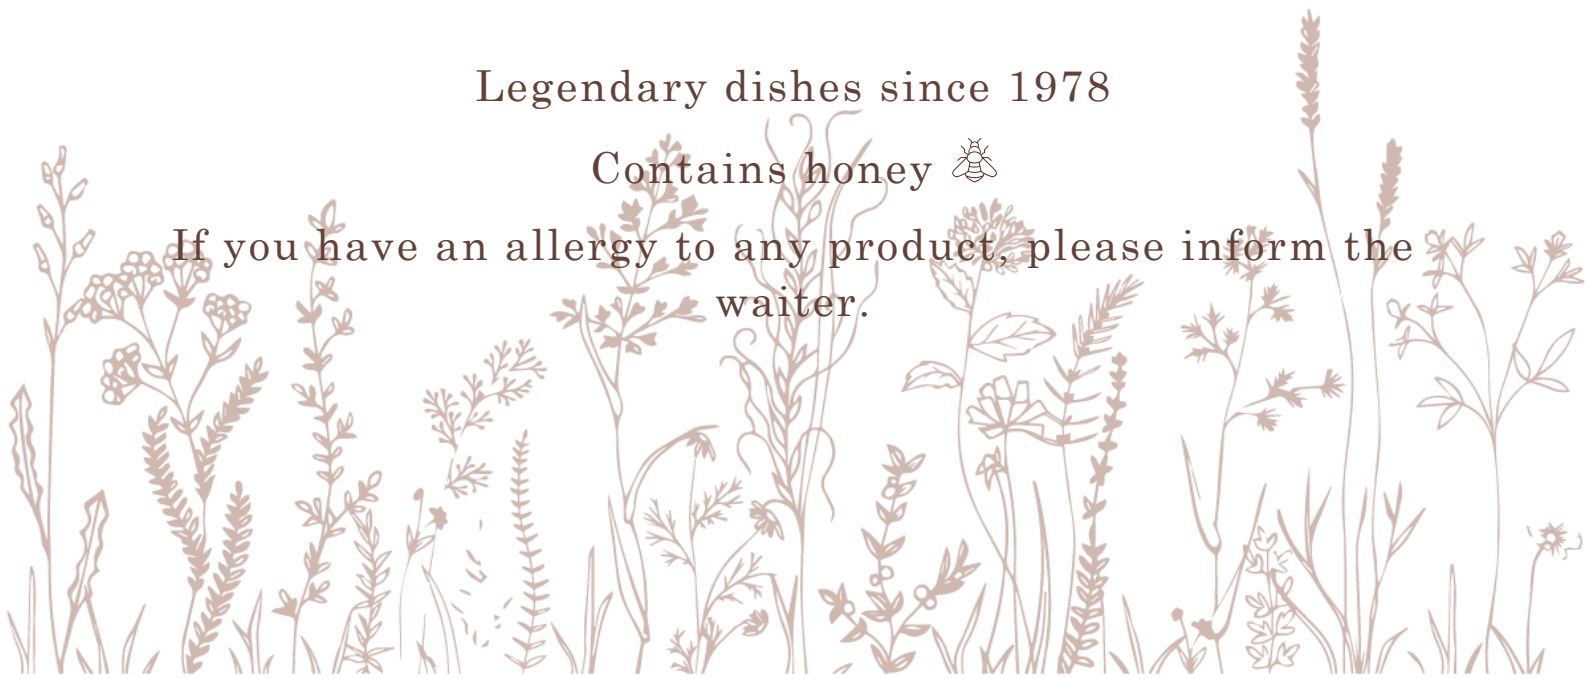 Legendary dishes since 1978
Contains honey
If you have an allergy to any product, please inform the
waiter.